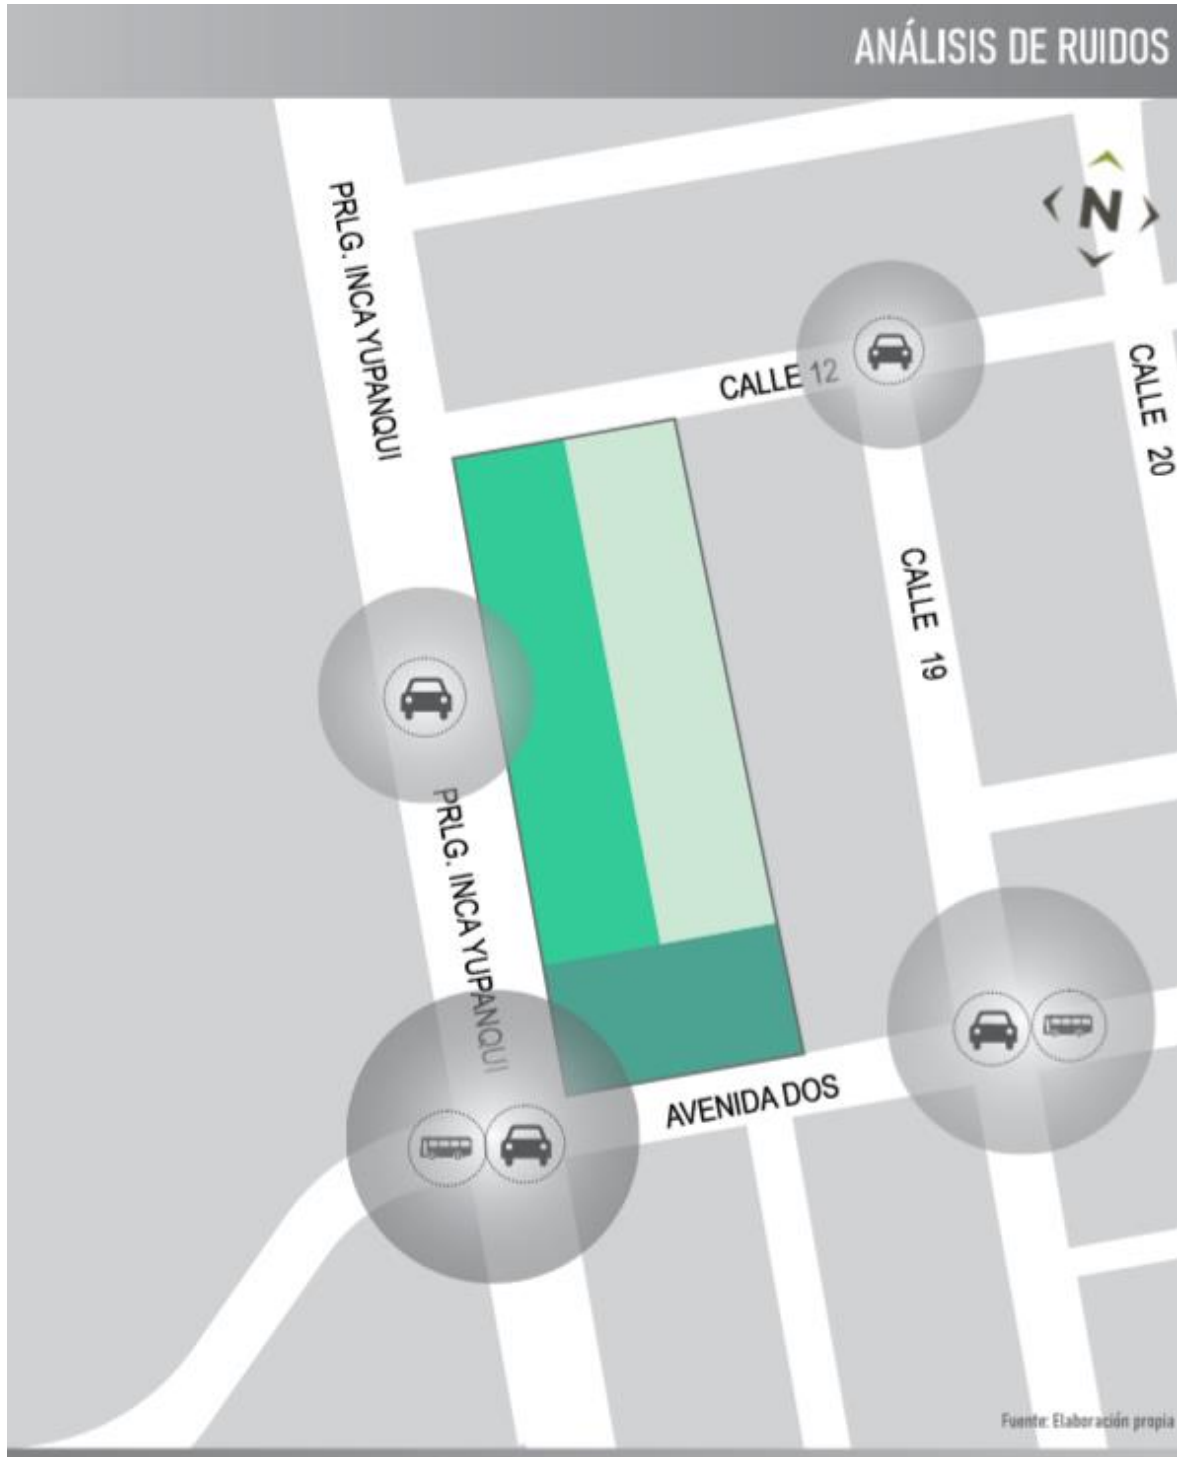 ANÁLISIS DE RUIDOS
N
PRLG. INCA YUPANQUI
CALLE 12
CALLE 20
CALLE 19
PRLG. INCA YUPANQUI
AVENIDA DOS
Fuente: Elaboración propia